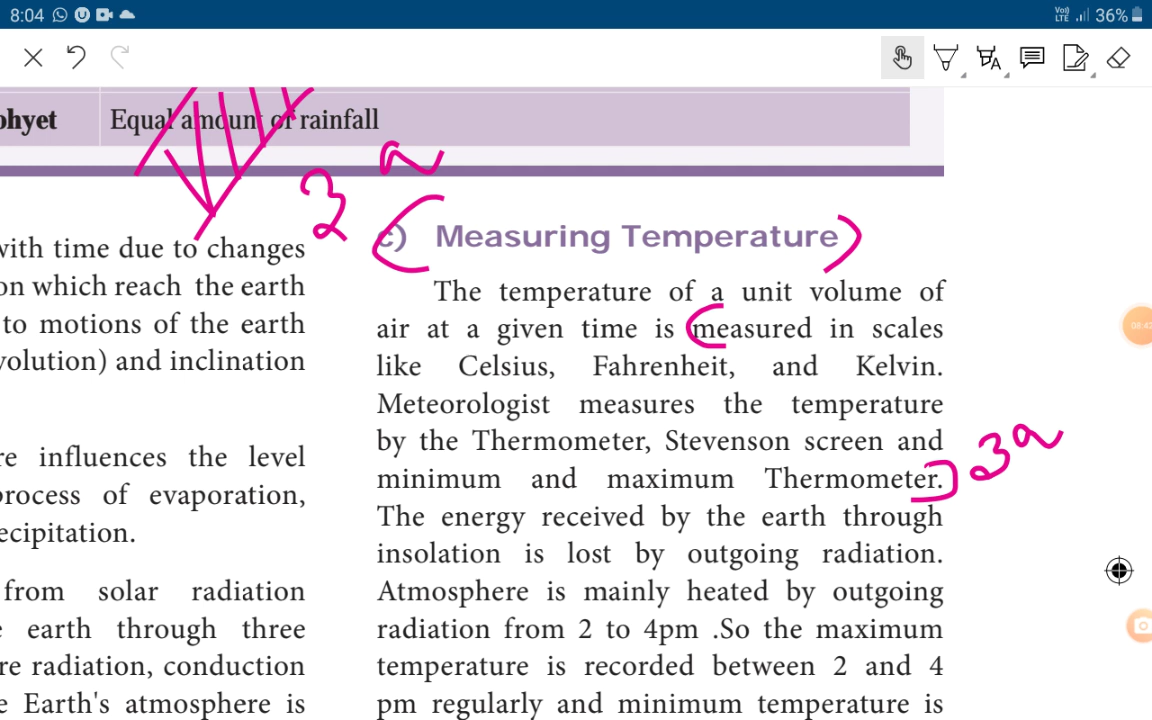 8:04
Vo) LTE 36%
ohyet Equal amount of rainfall
with time due to changes
on which reach the earth
to motions of the earth
volution) and inclination
re influences the level
process of evaporation,
ecipitation.
from solar radiation
e earth through three
re radiation, conduction
e Earth's atmosphere is
3 a
c) Measuring Temperature
The temperature of a unit volume of
air at a given time is measured in scales
like Celsius, Fahrenheit, and Kelvin.
Meteorologist measures the temperature
by the Thermometer, Stevenson screen and
minimum and maximum Thermometer.
The energy received by the earth through
insolation is lost by outgoing radiation.
Atmosphere is mainly heated by outgoing
radiation from 2 to 4pm .So the maximum
temperature is recorded between 2 and 4
pm regularly and minimum temperature is
3a